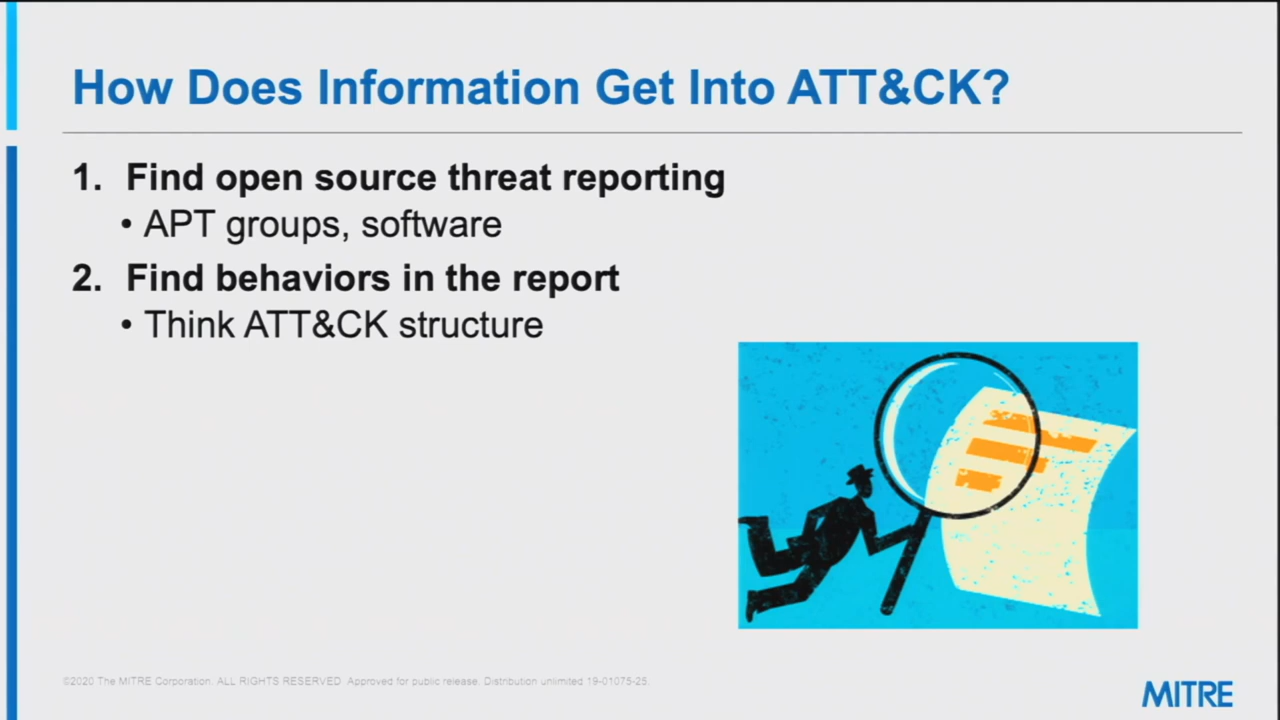 How Does Information Get Into ATT&CK?
1. Find open source threat reporting
• APT groups, software
2. Find behaviors in the report
• Think ATT&CK structure
©2020 The MITRE Corporation. ALL RIGHTS RESERVED Approved for public release. Distribution unlimited 19-01075-25.
MITRE